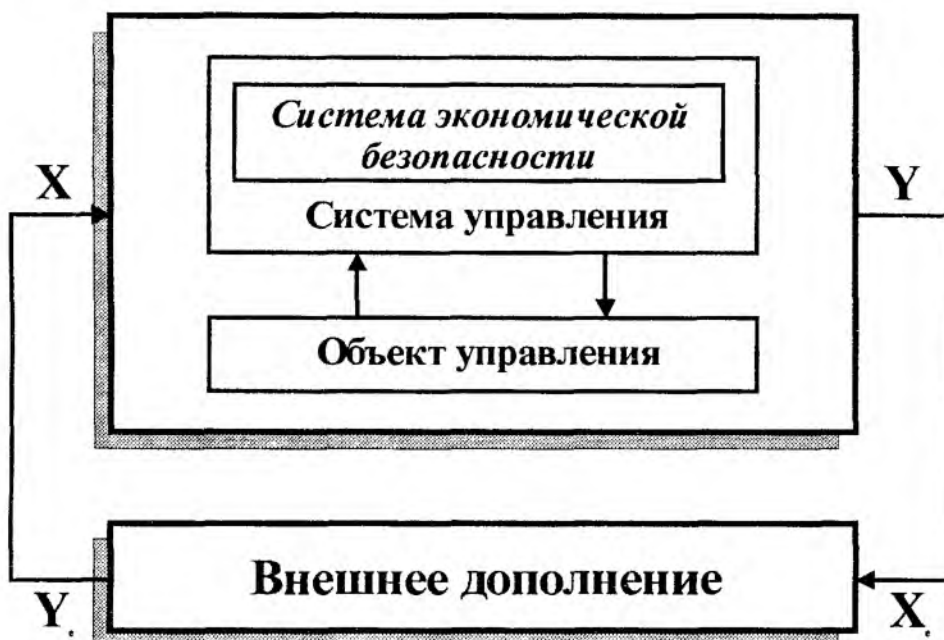 Система экономической
безопасности
X
Y
Система управления
Объект управления
Внешнее дополнение
Y.
X.